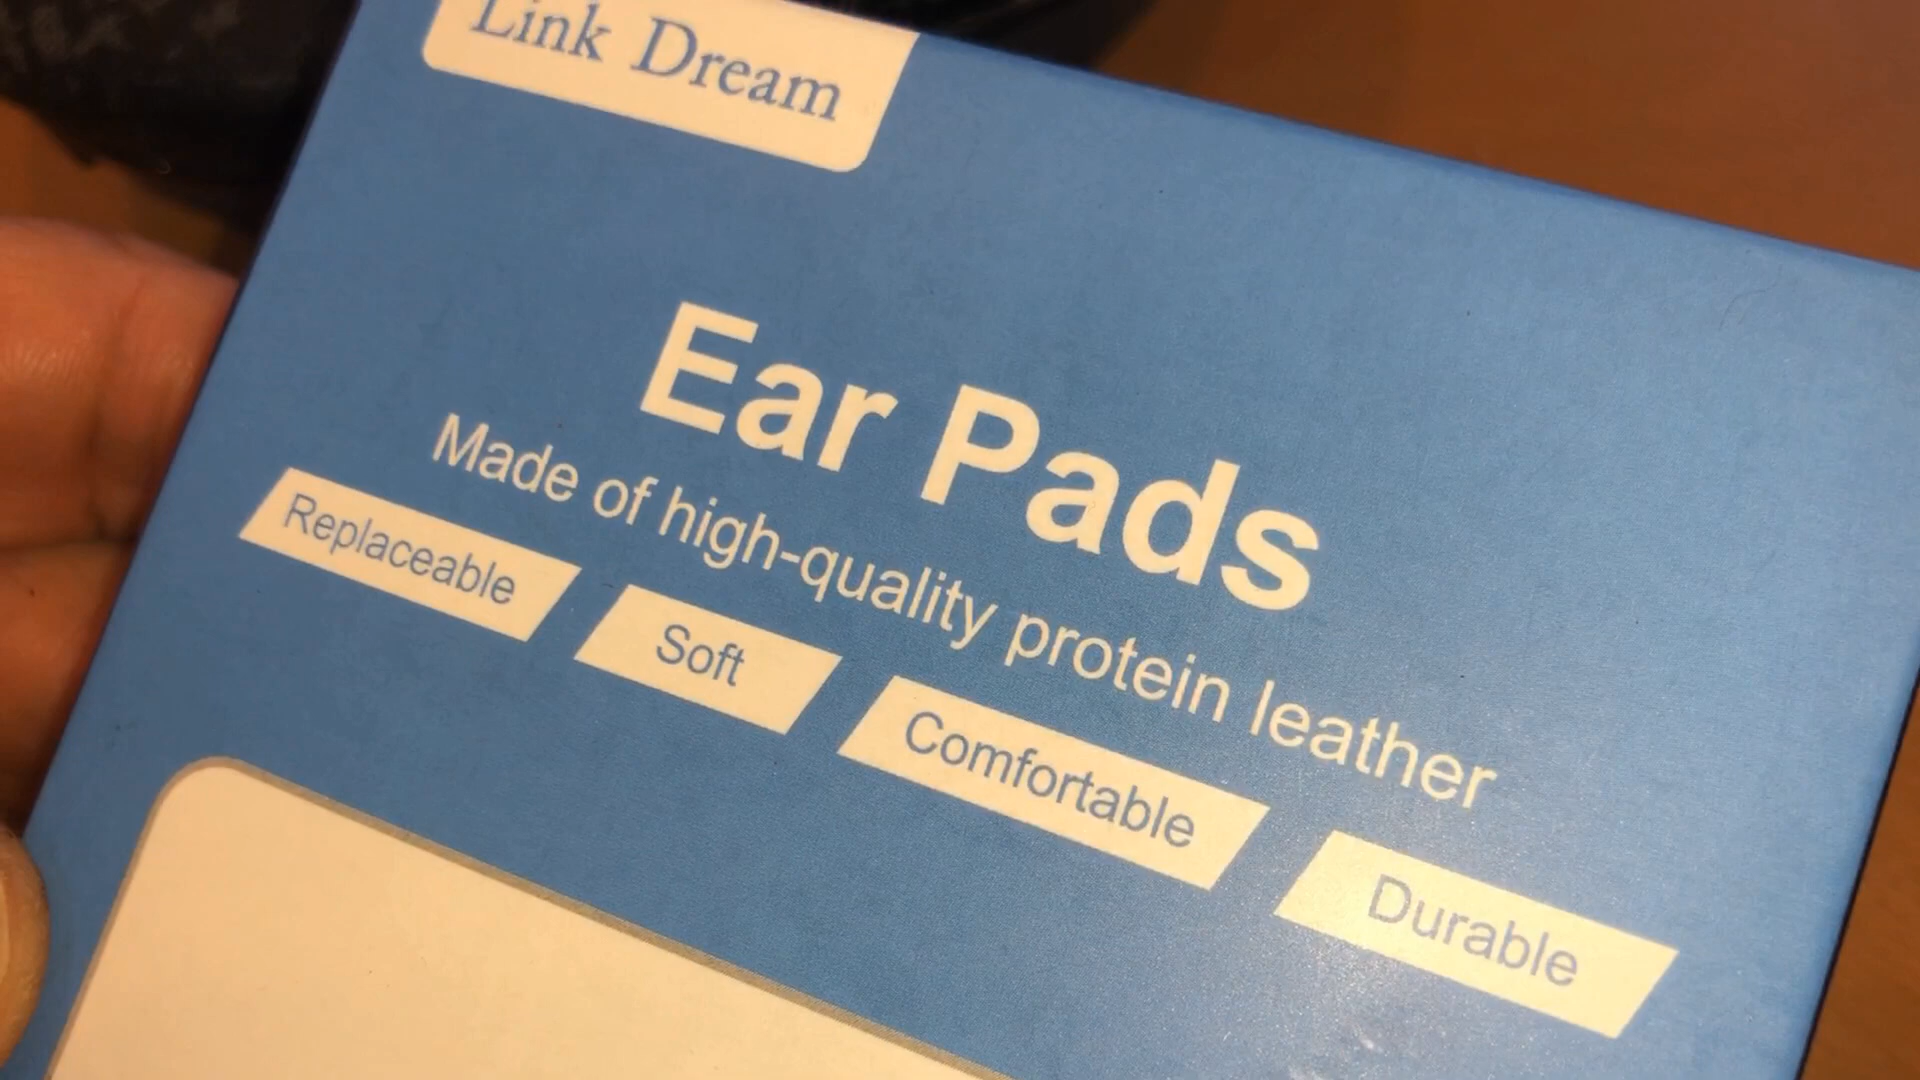 Link Dream
Ear Pads
Made of high-quality protein leather
Replaceable
Soft
Comfortable
Durable